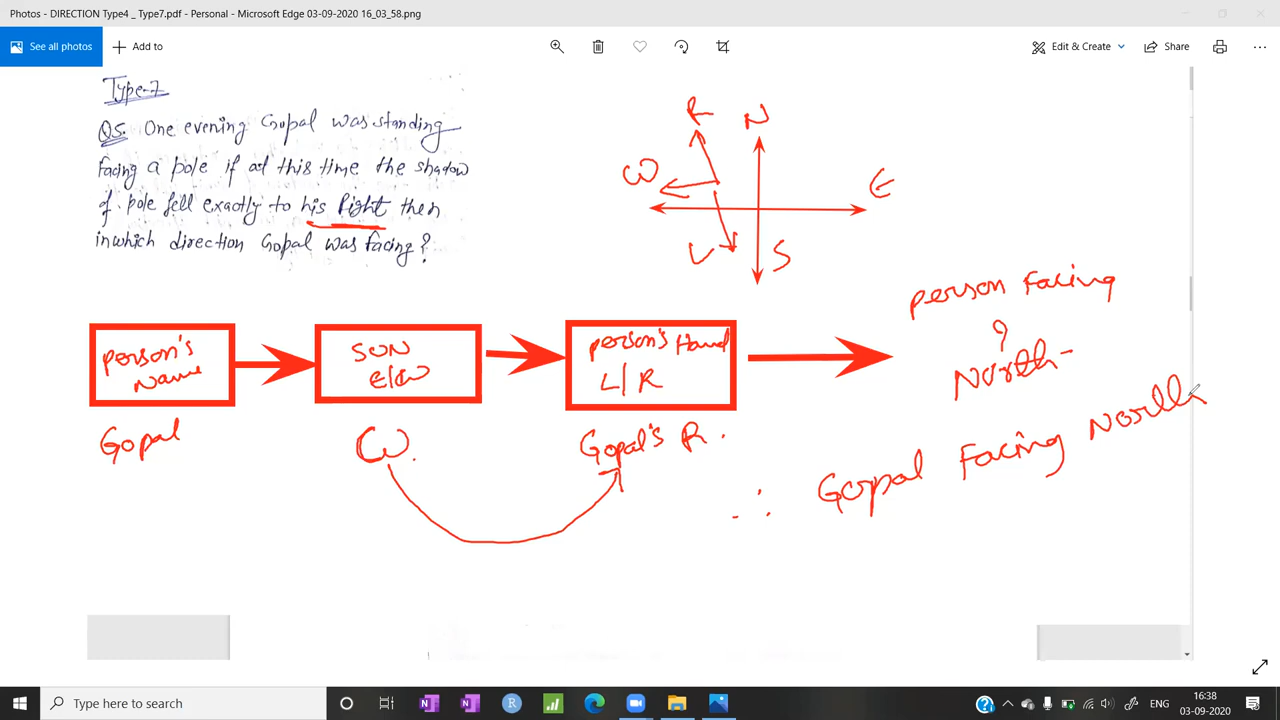 Photos - DIRECTION Type4 _ Type7.pdf - Personal - Microsoft Edge 03-09-2020 16_03_58.png
See all photos
Add to
Edit & Create
Share
Type-7
Q5. One evening Gopal was standing
facing a pole if at this time the shadow
of pole fell exactly to his Right then
in which direction Gopal was facing?
R
N
W
E
L
S
person's
Name
SUN
E/W
person's Hand
L/R
person Facing
?
North
Gopal
W.
Gopal's R.
∴ Gopal Facing North
Type here to search
ENG
16:38
03-09-2020